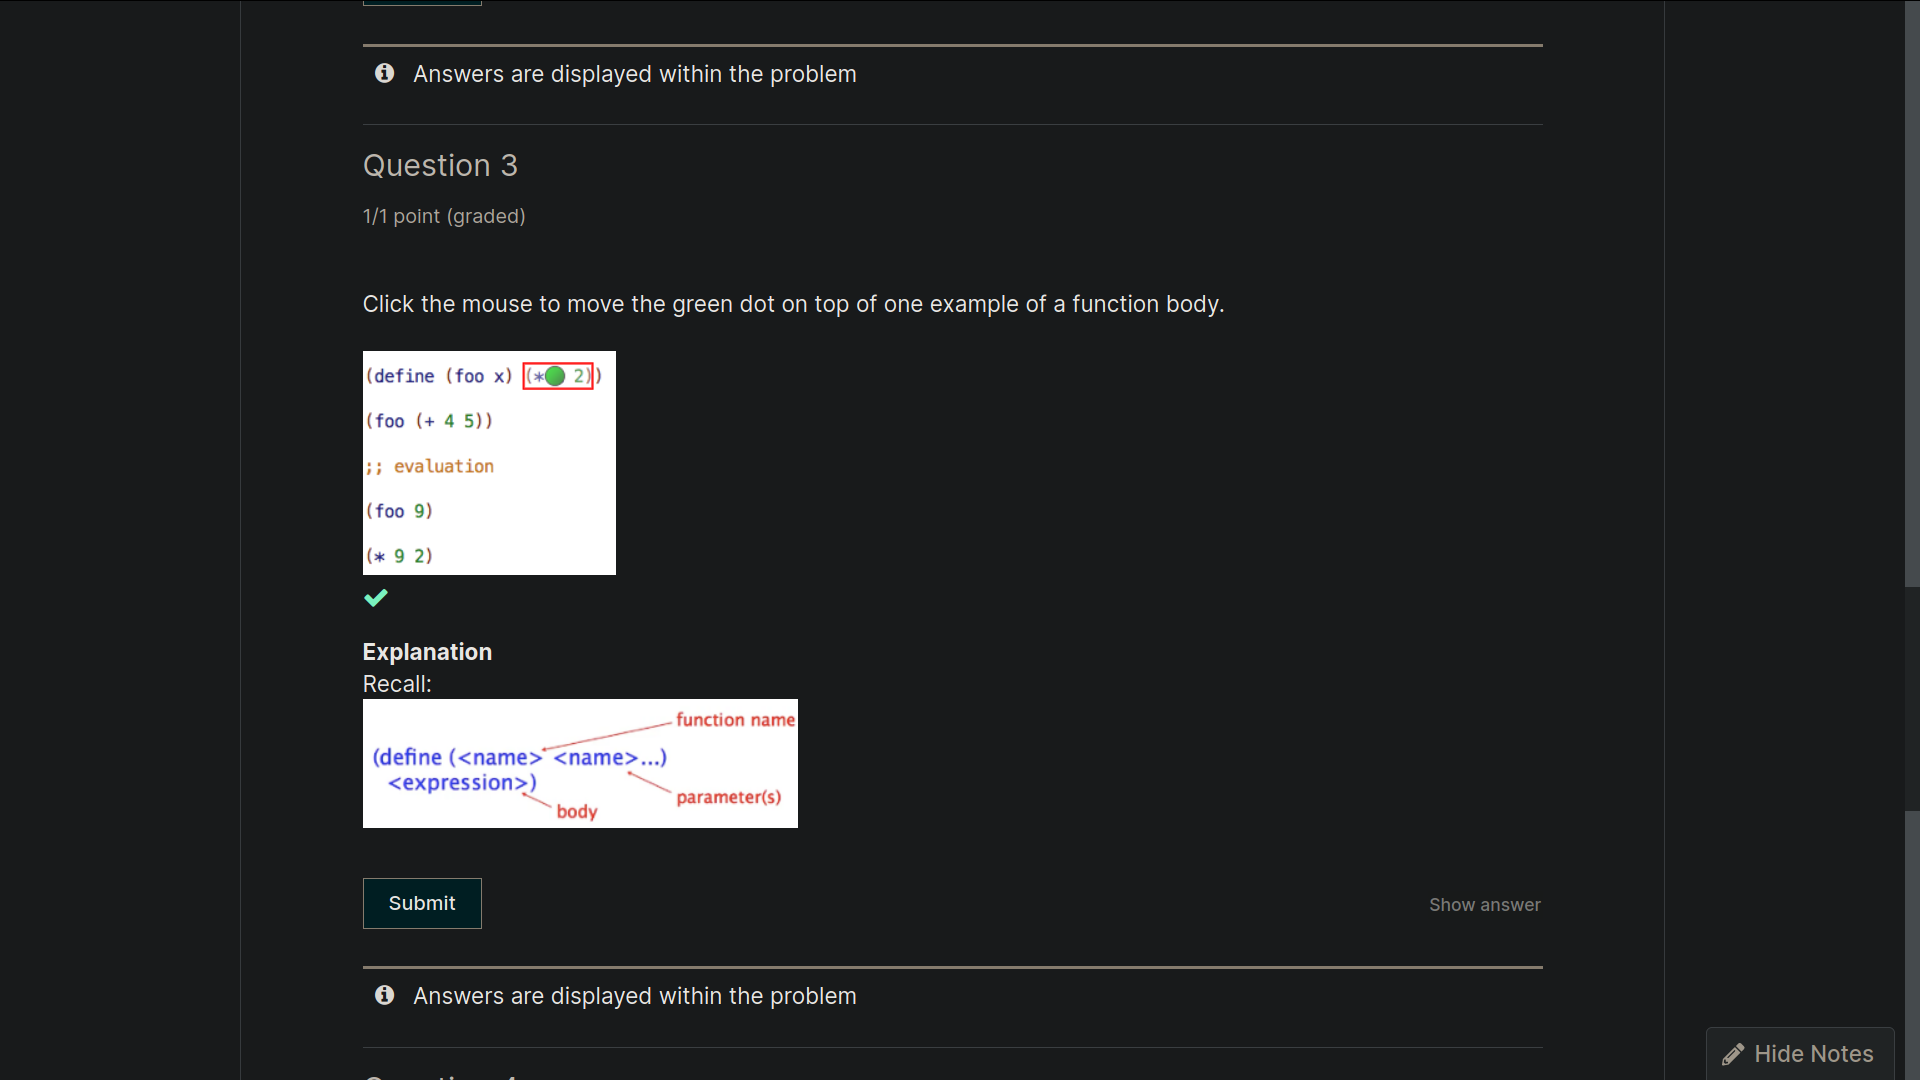 Answers are displayed within the problem
Question 3
1/1 point (graded)
Click the mouse to move the green dot on top of one example of a function body.
(define (foo x) (* 2))
(foo (+ 4 5))
;; evaluation
(foo 9)
(* 9 2)
Explanation
Recall:
function name
(define (<name> <name>...)
<expression>)
parameter(s)
body
Submit
Show answer
Answers are displayed within the problem
Hide Notes